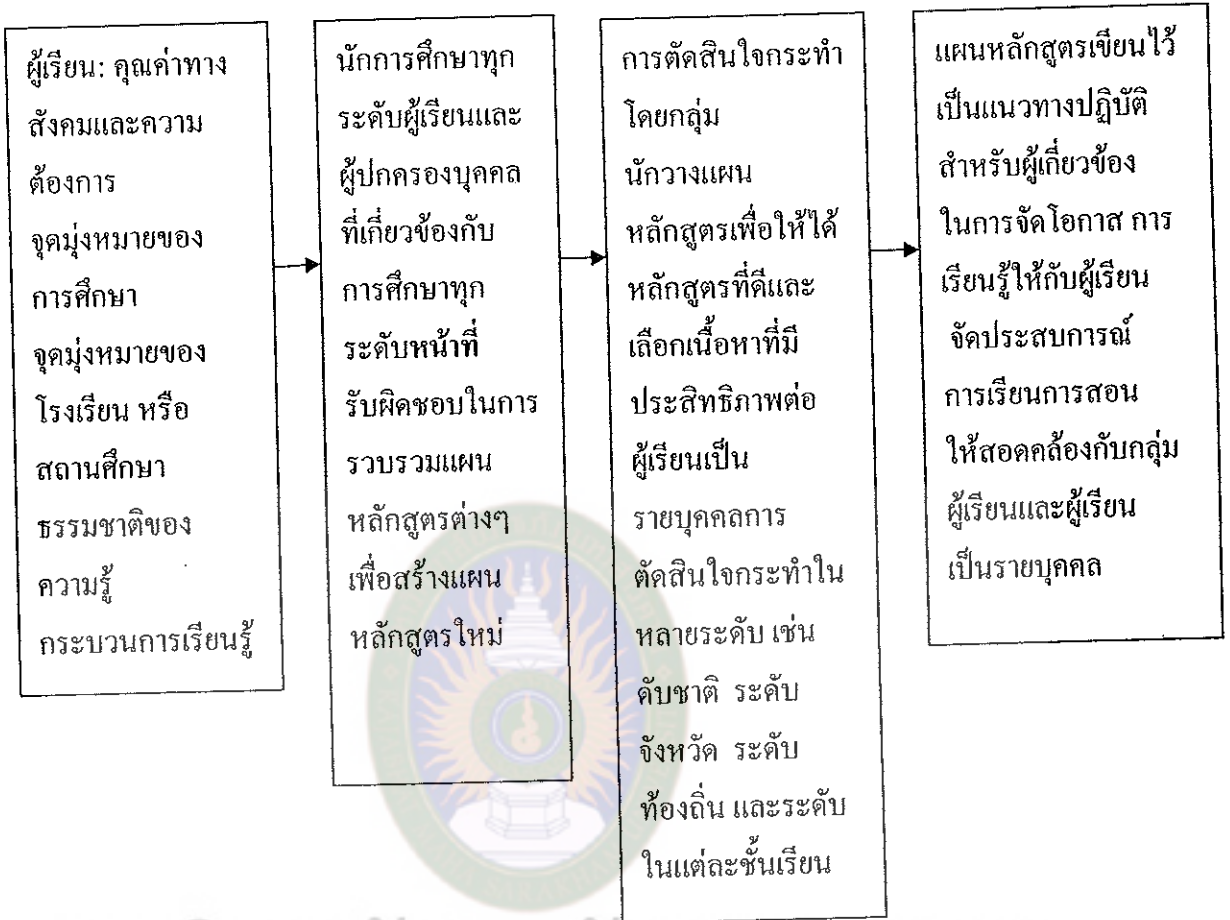 ผู้เรียน: คุณค่าทาง
สังคมและความ
ต้องการ
จุดมุ่งหมายของ
การศึกษา
จุดมุ่งหมายของ
โรงเรียน หรือ
สถานศึกษา
ธรรมชาติของ
ความรู้
กระบวนการเรียนรู้
นักการศึกษาทุก
ระดับผู้เรียนและ
ผู้ปกครองบุคคล
ที่เกี่ยวข้องกับ
การศึกษาทุก
ระดับหน้าที่
รับผิดชอบในการ
รวบรวมแผน
หลักสูตรต่างๆ
เพื่อสร้างแผน
หลักสูตรใหม่
การตัดสินใจกระทำ
โดยกลุ่ม
นักวางแผน
หลักสูตรเพื่อให้ได้
หลักสูตรที่ดีและ
เลือกเนื้อหาที่มี
ประสิทธิภาพต่อ
ผู้เรียนเป็น
รายบุคคลการ
ตัดสินใจกระทำใน
หลายระดับ เช่น
ดับชาติ ระดับ
จังหวัด ระดับ
ท้องถิ่น และระดับ
ในแต่ละชั้นเรียน
แผนหลักสูตรเขียนไว้
เป็นแนวทางปฏิบัติ
สำหรับผู้เกี่ยวข้อง
ในการจัดโอกาส การ
เรียนรู้ให้กับผู้เรียน
จัดประสบการณ์
การเรียนการสอน
ให้สอดคล้องกับกลุ่ม
ผู้เรียนและผู้เรียน
เป็นรายบุคคล